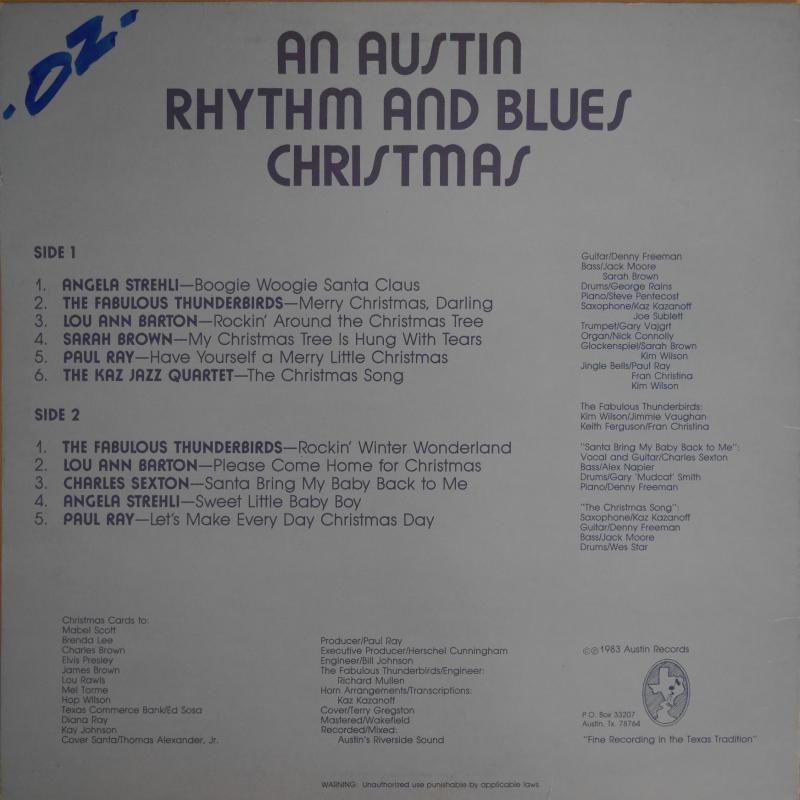 .OZ.
AN AUSTIN
RHYTHM AND BLUES
CHRISTMAS
SIDE 1
1. ANGELA STREHLI—Boogie Woogie Santa Claus
2. THE FABULOUS THUNDERBIRDS—Merry Christmas, Darling
3. LOU ANN BARTON—Rockin' Around the Christmas Tree
4. SARAH BROWN—My Christmas Tree Is Hung With Tears
5. PAUL RAY—Have Yourself a Merry Little Christmas
6. THE KAZ JAZZ QUARTET—The Christmas Song
SIDE 2
1. THE FABULOUS THUNDERBIRDS—Rockin' Winter Wonderland
2. LOU ANN BARTON—Please Come Home for Christmas
3. CHARLES SEXTON—Santa Bring My Baby Back to Me
4. ANGELA STREHLI—Sweet Little Baby Boy
5. PAUL RAY—Let's Make Every Day Christmas Day
Guitar/Denny Freeman
Bass/Jack Moore
Sarah Brown
Drums/George Rains
Piano/Steve Pentecost
Saxophone/Kaz Kazanoff
Joe Sublett
Trumpet/Gary Vajgrt
Organ/Nick Connolly
Glockenspiel/Sarah Brown
Kim Wilson
Jingle Bells/Paul Ray
Fran Christina
Kim Wilson
The Fabulous Thunderbirds:
Kim Wilson/Jimmie Vaughan
Keith Ferguson/Fran Christina
"Santa Bring My Baby Back to Me":
Vocal and Guitar/Charles Sexton
Bass/Alex Napier
Drums/Gary 'Mudcat' Smith
Piano/Denny Freeman
"The Christmas Song":
Saxophone/Kaz Kazanoff
Guitar/Denny Freeman
Bass/Jack Moore
Drums/Wes Star
Christmas Cards to:
Mabel Scott
Brenda Lee
Charles Brown
Elvis Presley
James Brown
Lou Rawls
Mel Torme
Hop Wilson
Texas Commerce Bank/Ed Sosa
Diana Ray
Kay Johnson
Cover Santa/Thomas Alexander, Jr.
Producer/Paul Ray
Executive Producer/Herschel Cunningham
Engineer/Bill Johnson
The Fabulous Thunderbirds/Engineer:
Richard Mullen
Horn Arrangements/Transcriptions:
Kaz Kazanoff
Cover/Terry Gregston
Mastered/Wakefield
Recorded/Mixed:
Austin's Riverside Sound
©℗1983 Austin Records
P.O. Box 33207
Austin, Tx. 78764
"Fine Recording in the Texas Tradition"
WARNING: Unauthorized use punishable by applicable laws